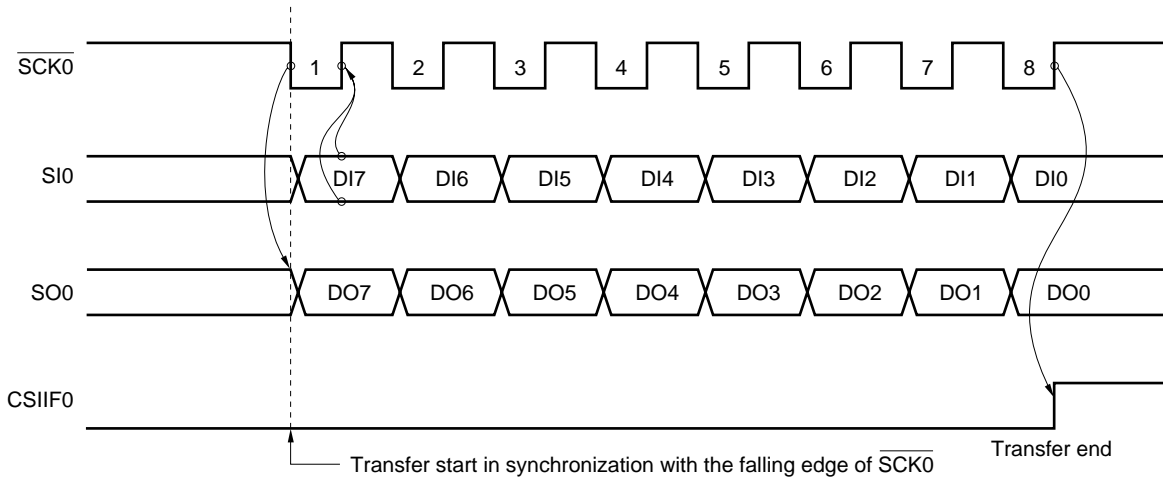 SCK0 1 2 3 4 5 6 7 8
SI0 DI7 DI6 DI5 DI4 DI3 DI2 DI1 DI0
SO0 DO7 DO6 DO5 DO4 DO3 DO2 DO1 DO0
CSIIF0
Transfer end
Transfer start in synchronization with the falling edge of SCK0